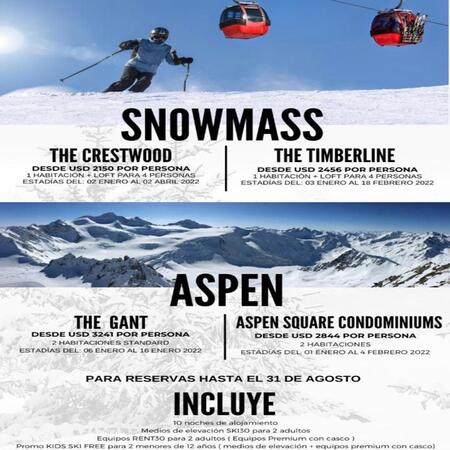 SNOWMASS
THE CRESTWOOD
DESDE USD 2150 POR PERSONA
1 HABITACIÓN + LOFT PARA 4 PERSONAS
ESTADÍAS DEL: 02 ENERO AL 02 ABRIL 2022
THE TIMBERLINE
DESDE USD 2456 POR PERSONA
1 HABITACIÓN + LOFT PARA 4 PERSONAS
ESTADÍAS DEL: 03 ENERO AL 18 FEBRERO 2022
ASPEN
THE GANT
DESDE USD 3241 POR PERSONA
2 HABITACIONES STANDARD
ESTADÍAS DEL: 06 ENERO AL 16 ENERO 2022
ASPEN SQUARE CONDOMINIUMS
DESDE USD 2844 POR PERSONA
2 HABITACIONES
ESTADÍAS DEL: 01 ENERO AL 4 FEBRERO 2022
PARA RESERVAS HASTA EL 31 DE AGOSTO
INCLUYE
10 noches de alojamiento
Medios de elevación SKI30 para 2 adultos
Equipos RENT30 para 2 adultos ( Equipos Premium con casco )
Promo KIDS SKI FREE para 2 menores de 12 años ( medios de elevación + equipos premium con casco)